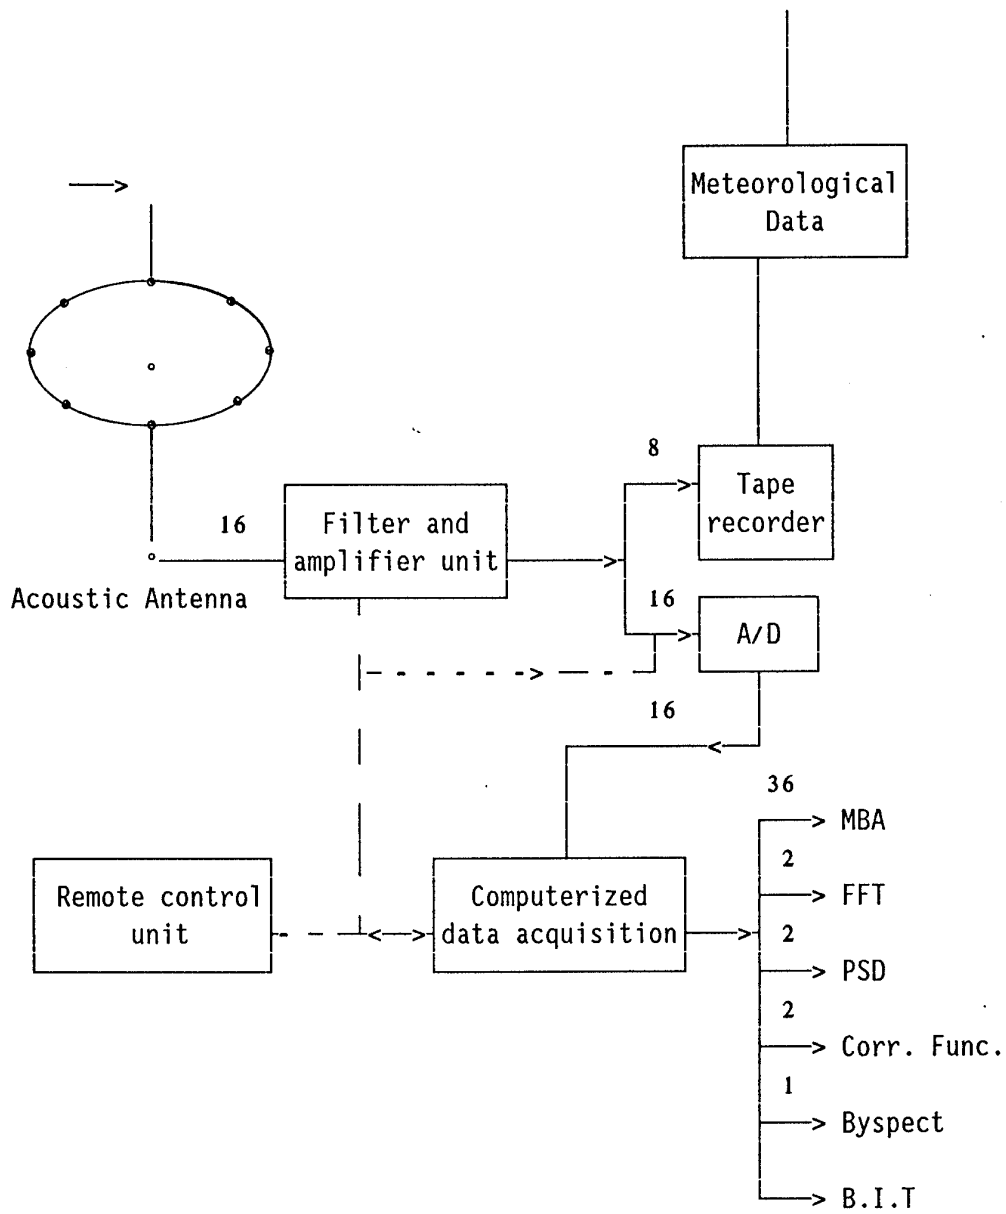 Meteorological
Data
8
Tape
recorder
16
Filter and
amplifier unit
Acoustic Antenna
16
A/D
16
36
MBA
2
FFT
Remote control
unit
Computerized
data acquisition
2
PSD
2
Corr. Func.
1
Byspect
B.I.T